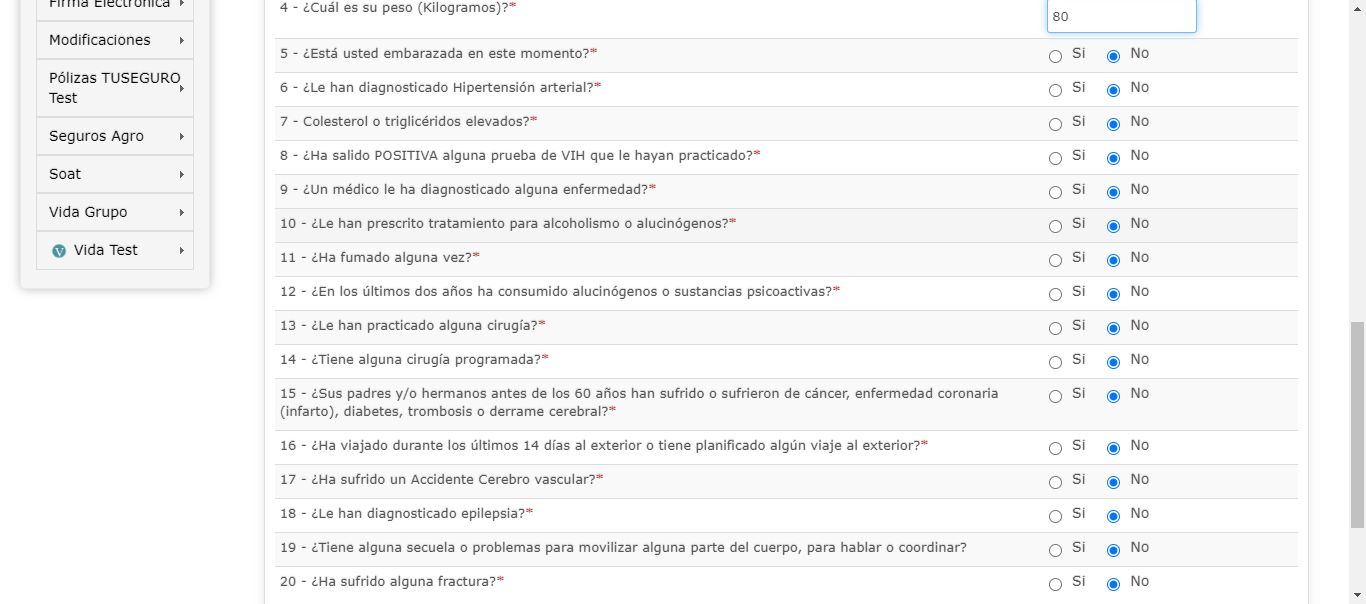 Firma Electrónica
Modificaciones
Pólizas TUSEGURO
Test
Seguros Agro
Soat
Vida Grupo
V Vida Test
4 - ¿Cuál es su peso (Kilogramos)?*
80
5 - ¿Está usted embarazada en este momento?* Si No
6 - ¿Le han diagnosticado Hipertensión arterial?* Si No
7 - Colesterol o triglicéridos elevados?* Si No
8 - ¿Ha salido POSITIVA alguna prueba de VIH que le hayan practicado?* Si No
9 - ¿Un médico le ha diagnosticado alguna enfermedad?* Si No
10 - ¿Le han prescrito tratamiento para alcoholismo o alucinógenos?* Si No
11 - ¿Ha fumado alguna vez?* Si No
12 - ¿En los últimos dos años ha consumido alucinógenos o sustancias psicoactivas?* Si No
13 - ¿Le han practicado alguna cirugía?* Si No
14 - ¿Tiene alguna cirugía programada?* Si No
15 - ¿Sus padres y/o hermanos antes de los 60 años han sufrido o sufrieron de cáncer, enfermedad coronaria Si No
(infarto), diabetes, trombosis o derrame cerebral?*
16 - ¿Ha viajado durante los últimos 14 días al exterior o tiene planificado algún viaje al exterior?* Si No
17 - ¿Ha sufrido un Accidente Cerebro vascular?* Si No
18 - ¿Le han diagnosticado epilepsia?* Si No
19 - ¿Tiene alguna secuela o problemas para movilizar alguna parte del cuerpo, para hablar o coordinar? Si No
20 - ¿Ha sufrido alguna fractura?* Si No